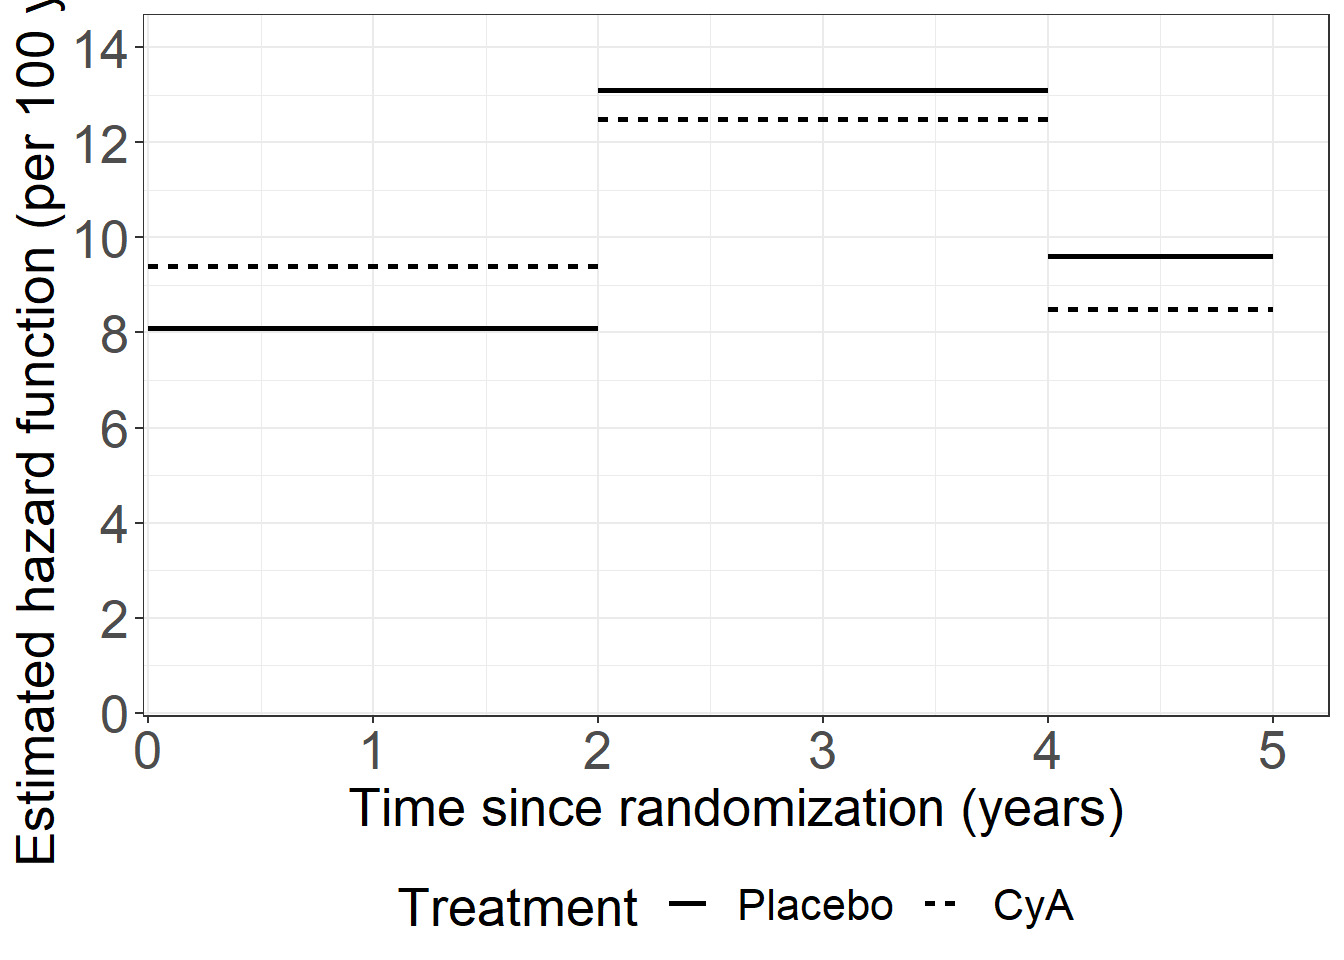 Estimated hazard function (per 100
14
12
10
8
6
4
2
0
0 1 2 3 4 5
Time since randomization (years)
Treatment Placebo CyA